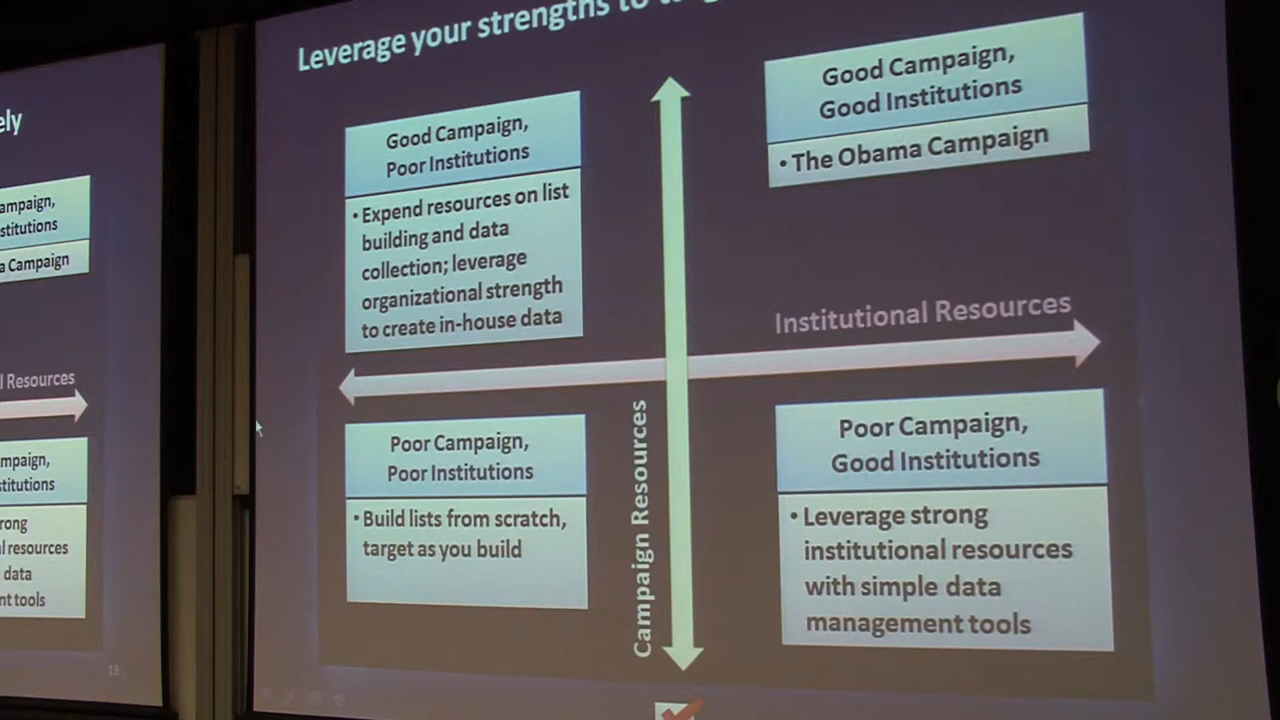 Leverage your strengths to
Good Campaign,
Poor Institutions
• Expend resources on list
building and data
collection; leverage
organizational strength
to create in-house data
Good Campaign,
Good Institutions
• The Obama Campaign
Institutional Resources
Campaign Resources
Poor Campaign,
Poor Institutions
• Build lists from scratch,
target as you build
Poor Campaign,
Good Institutions
• Leverage strong
institutional resources
with simple data
management tools
ely
ampaign,
stitutions
a Campaign
l Resources
mpaign,
titutions
rong
l resources
data
nt tools
18